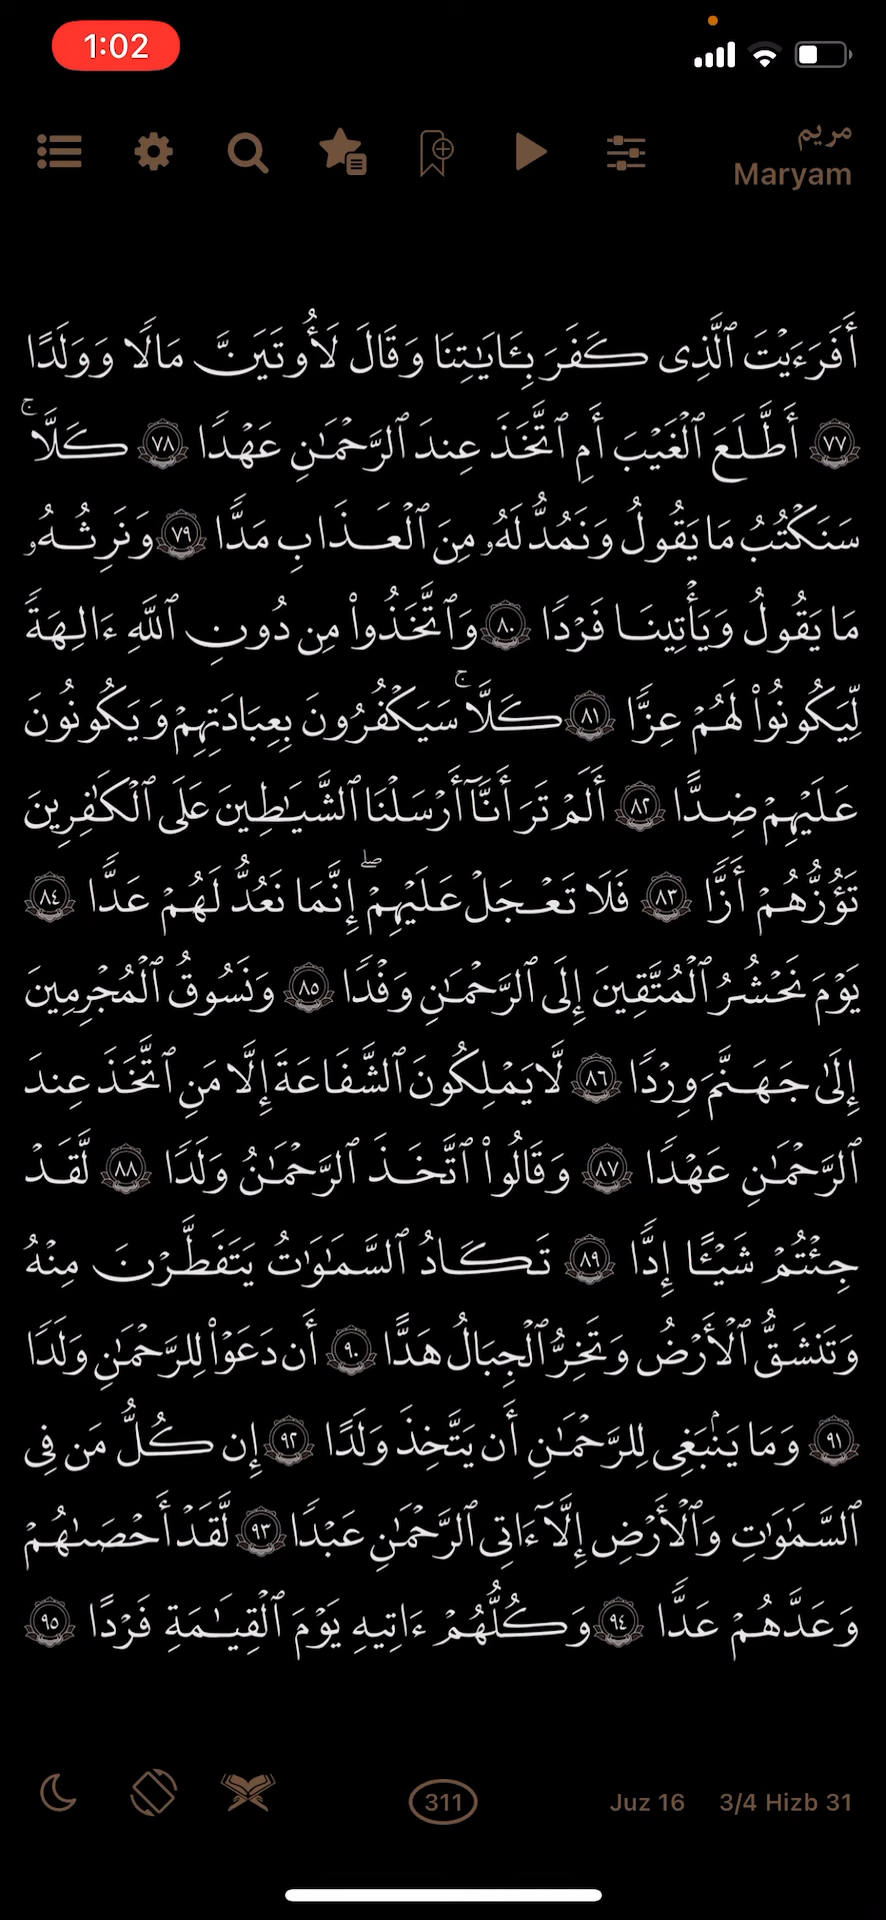 1:02
مريم
Maryam
أَفَرَءَيْتَ ٱلَّذِى كَفَرَ بِـَٔايَـٰتِنَا وَقَالَ لَأُوتَيَنَّ مَالًا وَوَلَدًا
٧٧ أَطَّلَعَ ٱلْغَيْبَ أَمِ ٱتَّخَذَ عِندَ ٱلرَّحْمَـٰنِ عَهْدًا ٧٨ كَلَّا ۚ
سَنَكْتُبُ مَا يَقُولُ وَنَمُدُّ لَهُۥ مِنَ ٱلْعَذَابِ مَدًّا ٧٩ وَنَرِثُهُۥ
مَا يَقُولُ وَيَأْتِينَا فَرْدًا ٨٠ وَٱتَّخَذُوا۟ مِن دُونِ ٱللَّهِ ءَالِهَةً
لِّيَكُونُوا۟ لَهُمْ عِزًّا ٨١ كَلَّا ۚ سَيَكْفُرُونَ بِعِبَادَتِهِمْ وَيَكُونُونَ
عَلَيْهِمْ ضِدًّا ٨٢ أَلَمْ تَرَ أَنَّآ أَرْسَلْنَا ٱلشَّيَـٰطِينَ عَلَى ٱلْكَـٰفِرِينَ
تَؤُزُّهُمْ أَزًّا ٨٣ فَلَا تَعْجَلْ عَلَيْهِمْ ۖ إِنَّمَا نَعُدُّ لَهُمْ عَدًّا ٨٤
يَوْمَ نَحْشُرُ ٱلْمُتَّقِينَ إِلَى ٱلرَّحْمَـٰنِ وَفْدًا ٨٥ وَنَسُوقُ ٱلْمُجْرِمِينَ
إِلَىٰ جَهَنَّمَ وِرْدًا ٨٦ لَّا يَمْلِكُونَ ٱلشَّفَـٰعَةَ إِلَّا مَنِ ٱتَّخَذَ عِندَ
ٱلرَّحْمَـٰنِ عَهْدًا ٨٧ وَقَالُوا۟ ٱتَّخَذَ ٱلرَّحْمَـٰنُ وَلَدًا ٨٨ لَّقَدْ
جِئْتُمْ شَيْـًٔا إِدًّا ٨٩ تَكَادُ ٱلسَّمَـٰوَٰتُ يَتَفَطَّرْنَ مِنْهُ
وَتَنشَقُّ ٱلْأَرْضُ وَتَخِرُّ ٱلْجِبَالُ هَدًّا ٩٠ أَن دَعَوْا۟ لِلرَّحْمَـٰنِ وَلَدًا
٩١ وَمَا يَنۢبَغِى لِلرَّحْمَـٰنِ أَن يَتَّخِذَ وَلَدًا ٩٢ إِن كُلُّ مَن فِى
ٱلسَّمَـٰوَٰتِ وَٱلْأَرْضِ إِلَّآ ءَاتِى ٱلرَّحْمَـٰنِ عَبْدًا ٩٣ لَّقَدْ أَحْصَىٰهُمْ
وَعَدَّهُمْ عَدًّا ٩٤ وَكُلُّهُمْ ءَاتِيهِ يَوْمَ ٱلْقِيَـٰمَةِ فَرْدًا ٩٥
311
Juz 16
3/4 Hizb 31